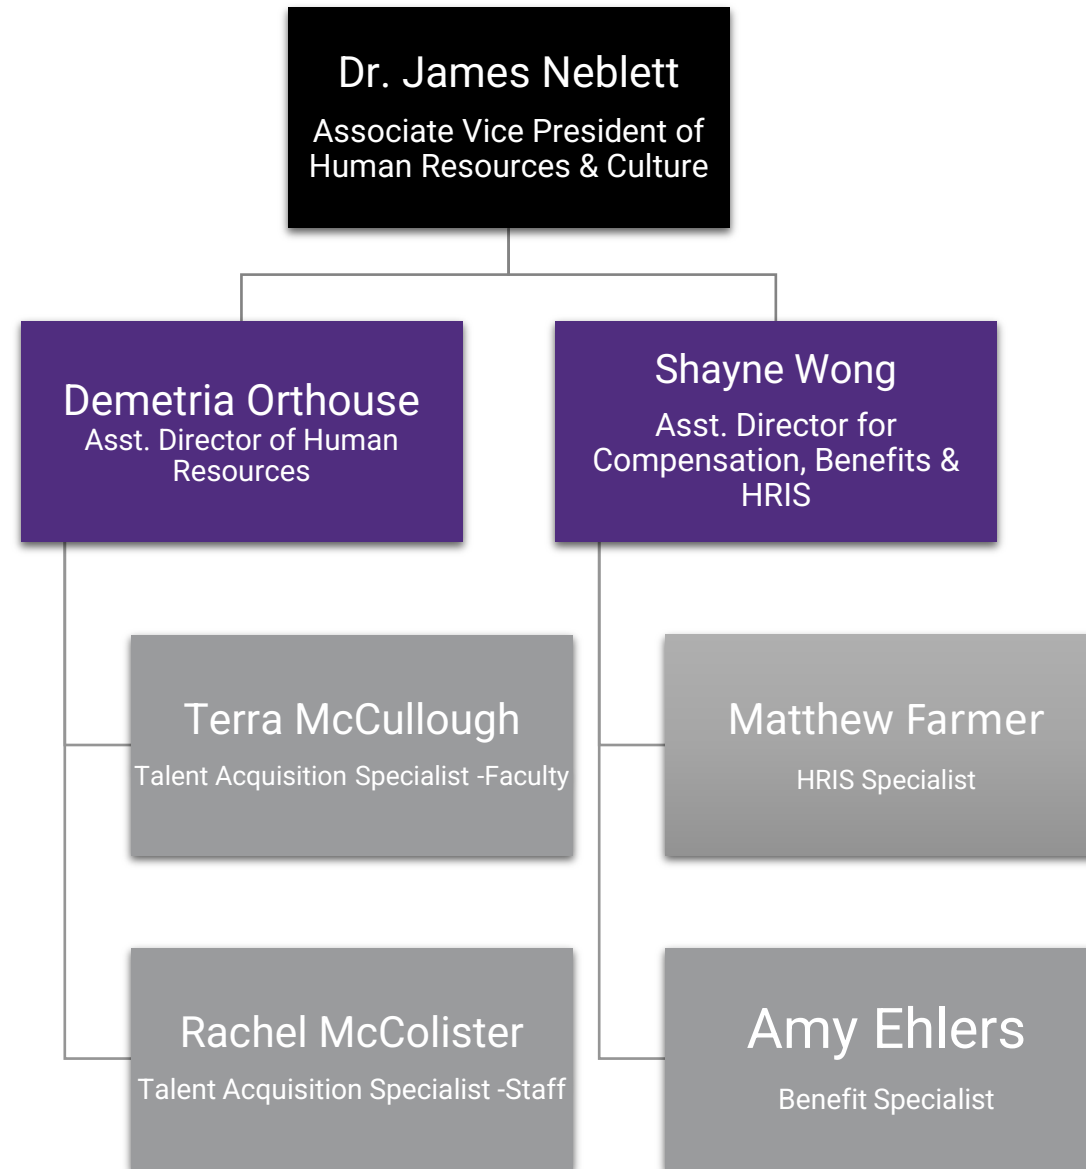 Dr. James Neblett
Associate Vice President of
Human Resources & Culture
Demetria Orthouse
Asst. Director of Human
Resources
Shayne Wong
Asst. Director for
Compensation, Benefits &
HRIS
Terra McCullough
Talent Acquisition Specialist -Faculty
Matthew Farmer
HRIS Specialist
Rachel McColister
Talent Acquisition Specialist -Staff
Amy Ehlers
Benefit Specialist